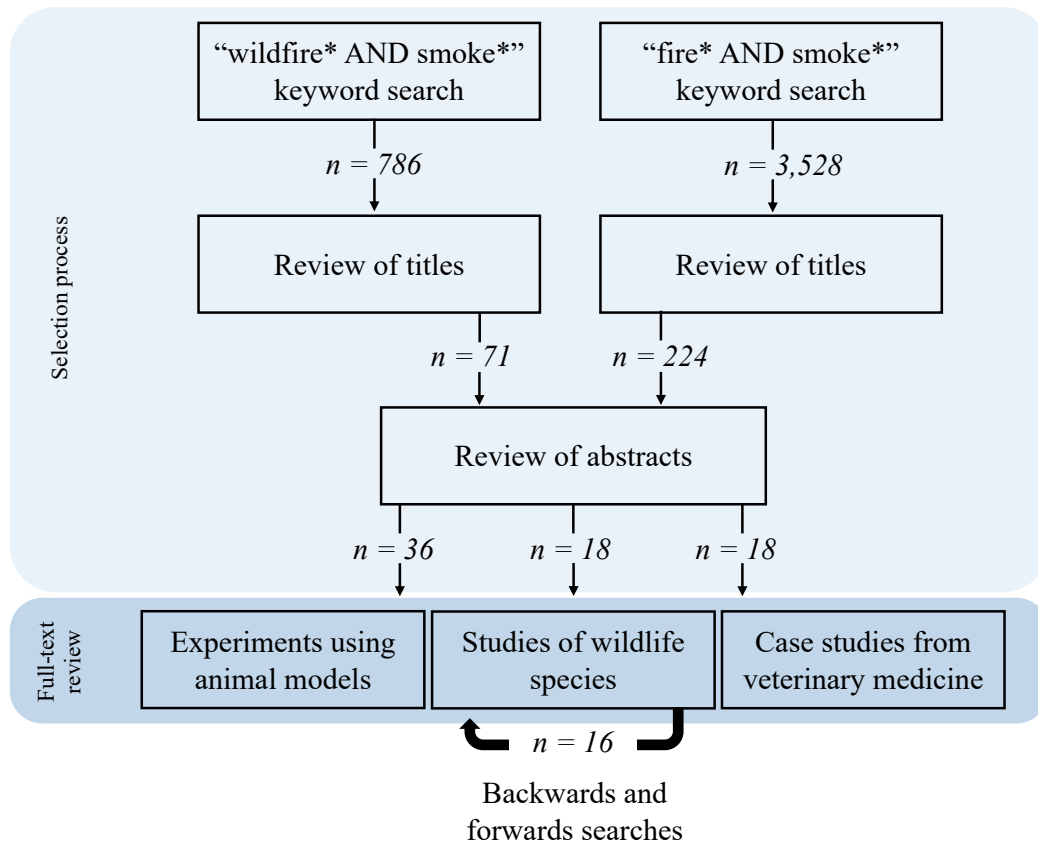 “wildfire* AND smoke*”
keyword search
“fire* AND smoke*”
keyword search
n = 786
n = 3,528
Review of titles
Review of titles
n = 71
n = 224
Review of abstracts
n = 36
n = 18
n = 18
Selection process
Experiments using
animal models
Studies of wildlife
species
Case studies from
veterinary medicine
Full-text
review
n = 16
Backwards and
forwards searches